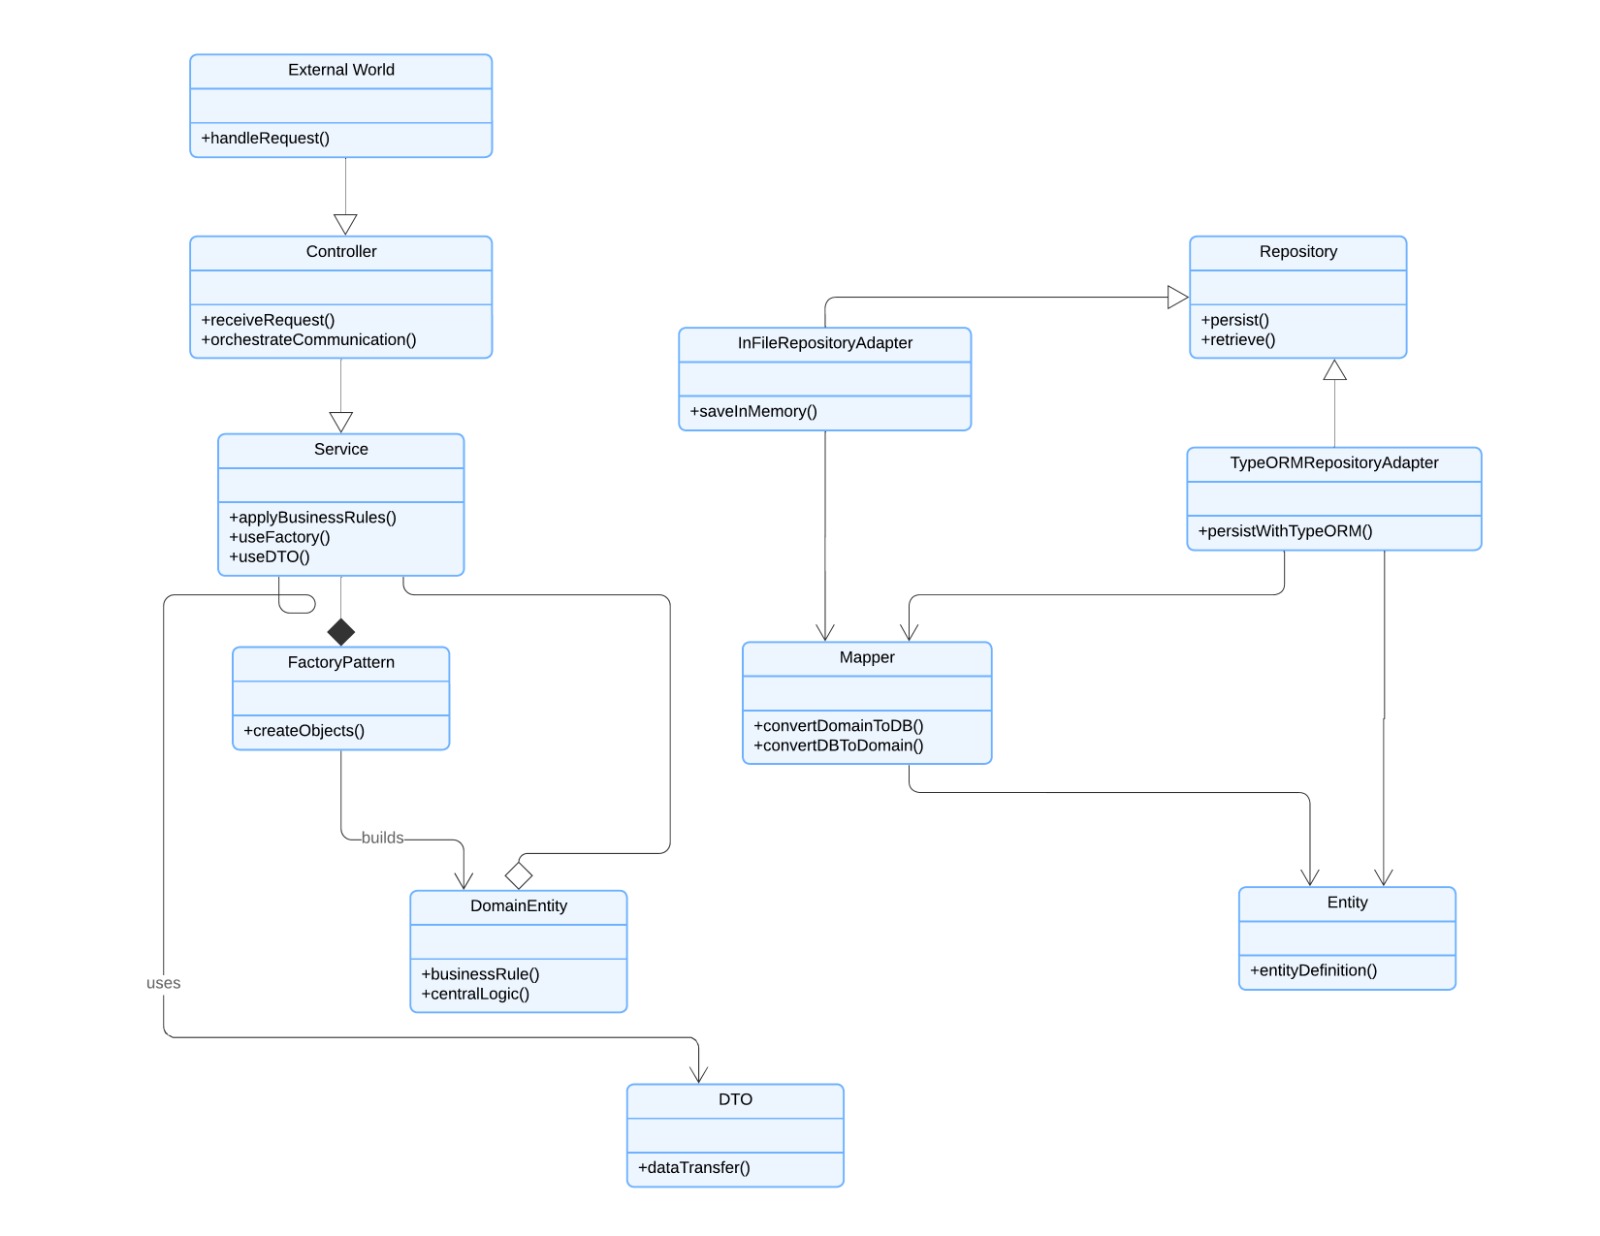 External World
+handleRequest()
Controller
+receiveRequest()
+orchestrateCommunication()
Service
+applyBusinessRules()
+useFactory()
+useDTO()
FactoryPattern
+createObjects()
builds
DomainEntity
+businessRule()
+centralLogic()
uses
DTO
+dataTransfer()
InFileRepositoryAdapter
+saveInMemory()
Repository
+persist()
+retrieve()
TypeORMRepositoryAdapter
+persistWithTypeORM()
Mapper
+convertDomainToDB()
+convertDBToDomain()
Entity
+entityDefinition()